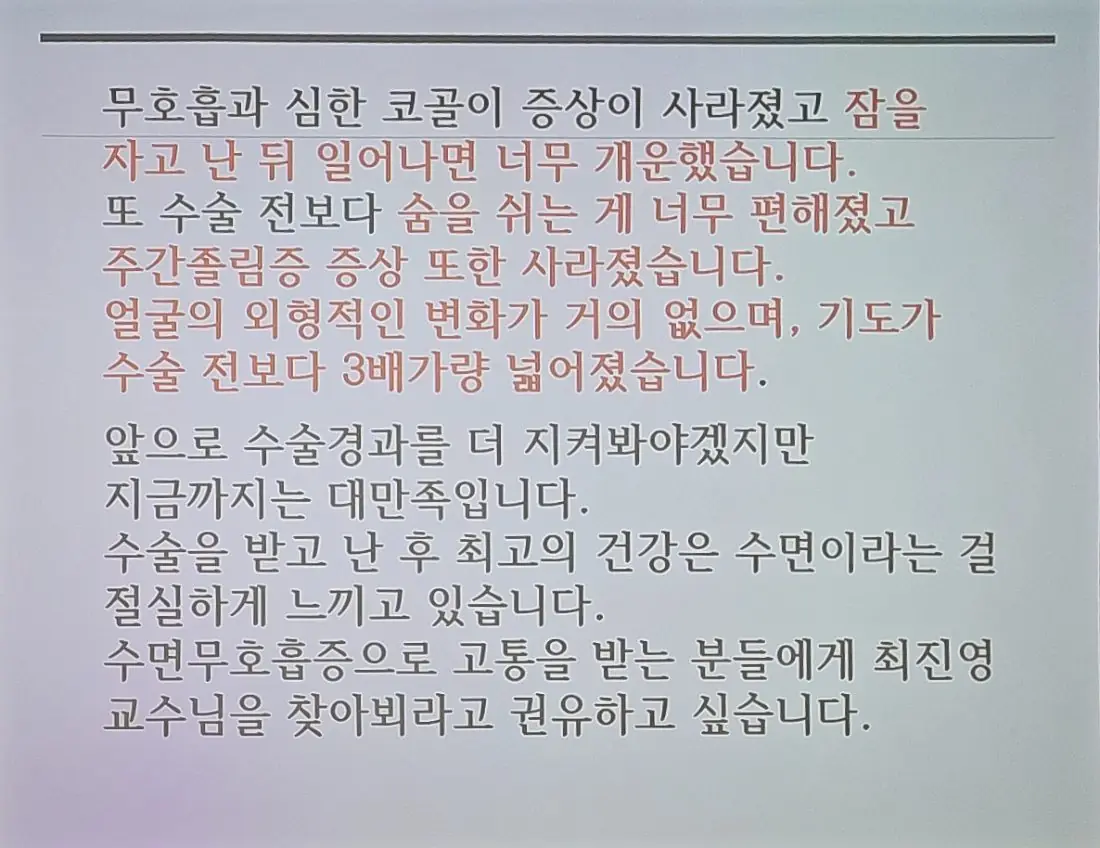 무호흡과 심한 코골이 증상이 사라졌고 잠을
자고 난 뒤 일어나면 너무 개운했습니다.
또 수술 전보다 숨을 쉬는 게 너무 편해졌고
주간졸림증 증상 또한 사라졌습니다.
얼굴의 외형적인 변화가 거의 없으며, 기도가
수술 전보다 3배가량 넓어졌습니다.
앞으로 수술경과를 더 지켜봐야겠지만
지금까지는 대만족입니다.
수술을 받고 난 후 최고의 건강은 수면이라는 걸
절실하게 느끼고 있습니다.
수면무호흡증으로 고통을 받는 분들에게 최진영
교수님을 찾아뵈라고 권유하고 싶습니다.